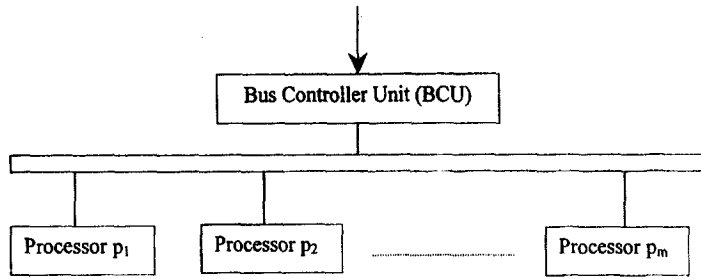 Bus Controller Unit (BCU)
Processor p₁ Processor p₂ Processor pₘ